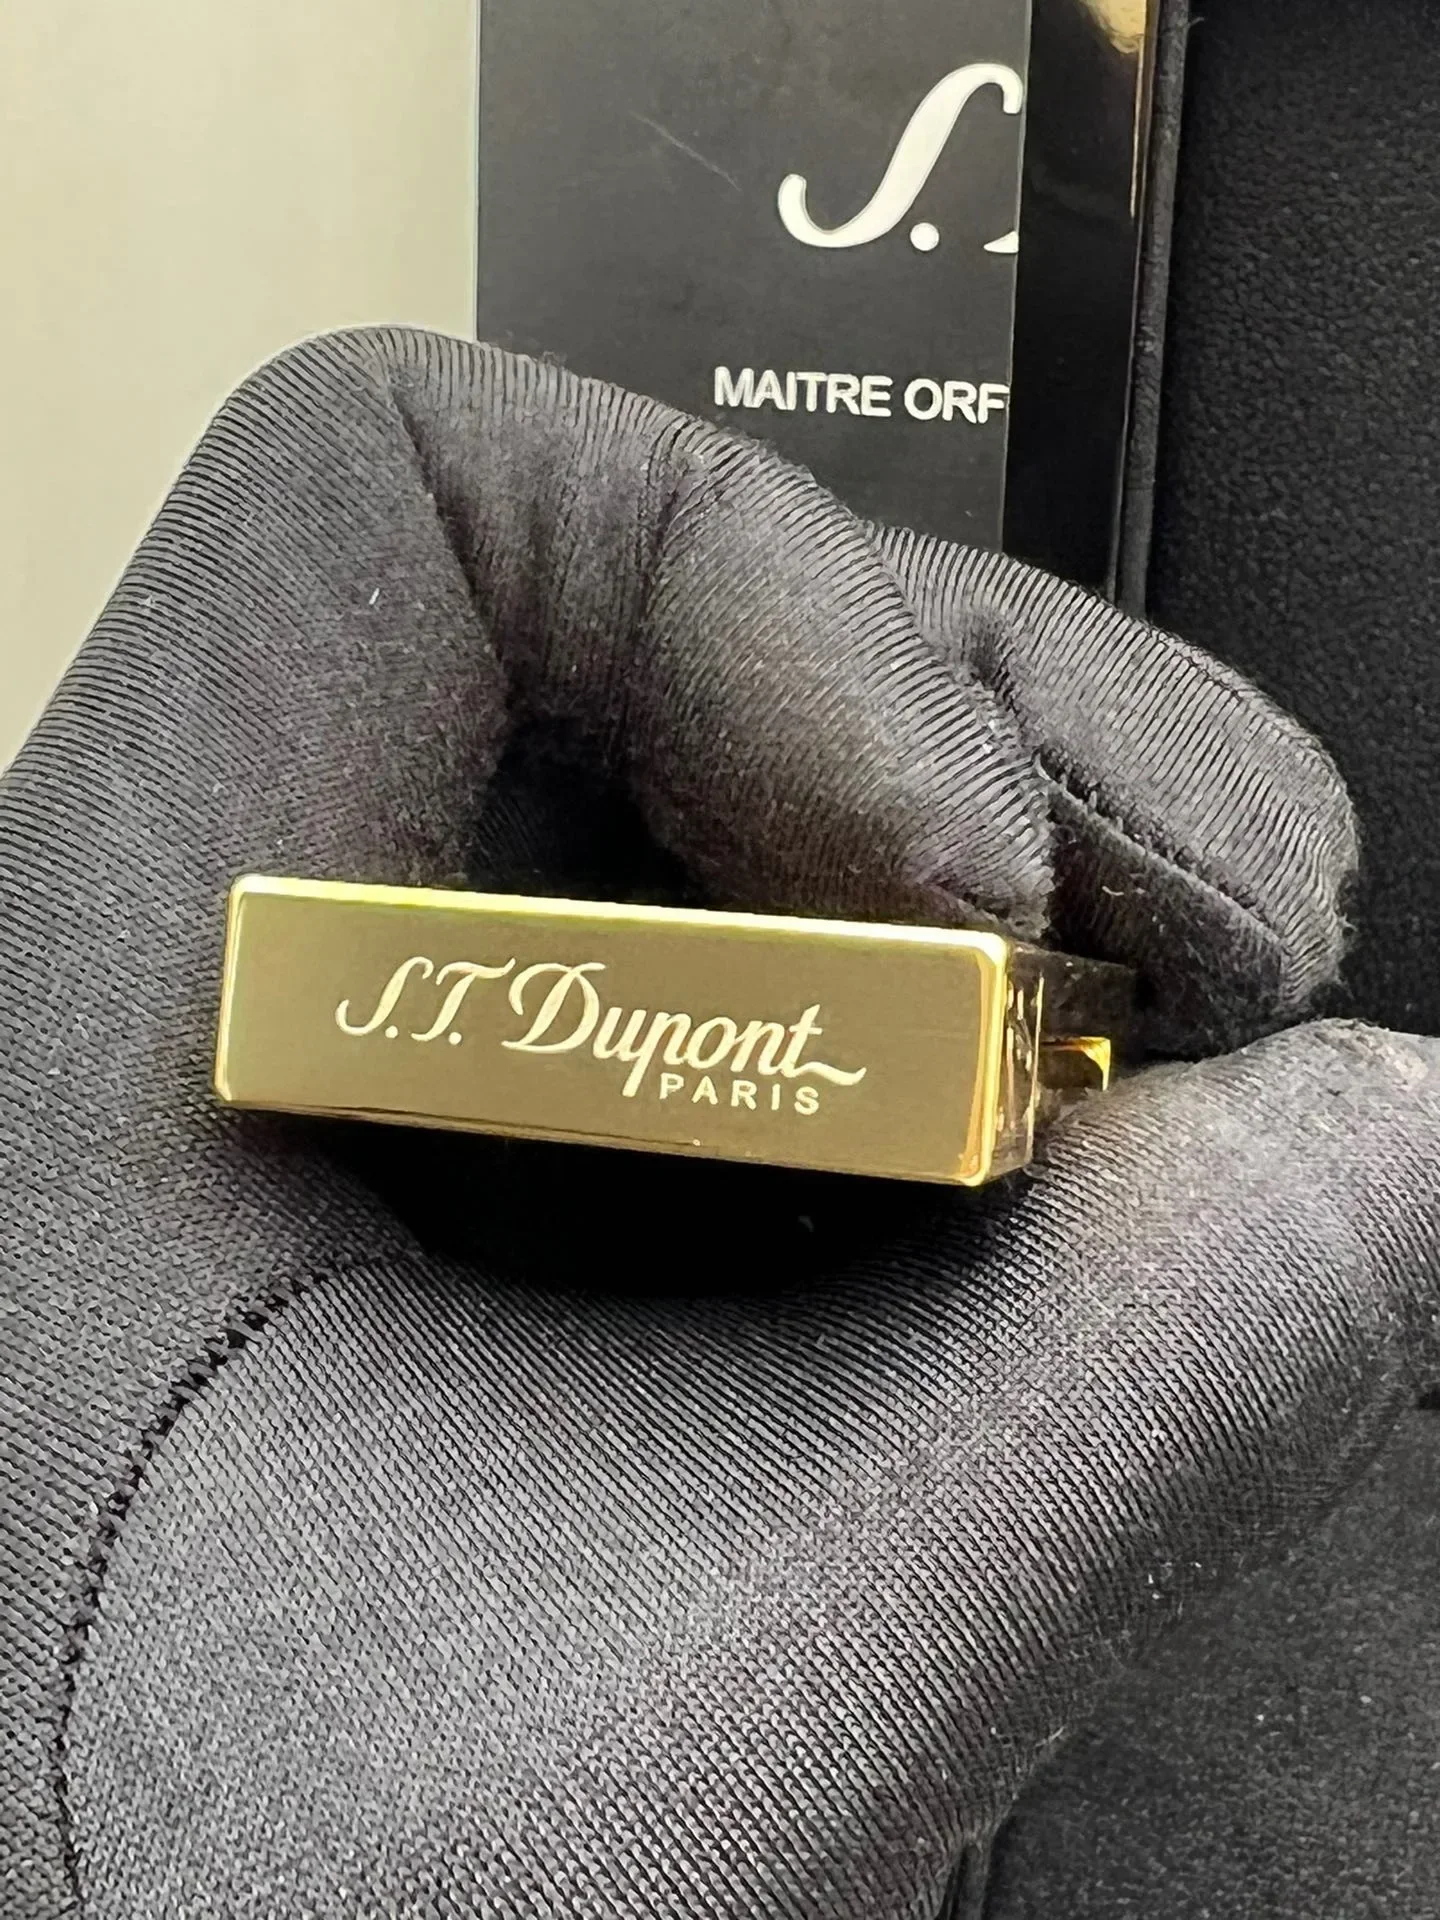 S.
MAITRE ORF
S.T. Dupont
PARIS